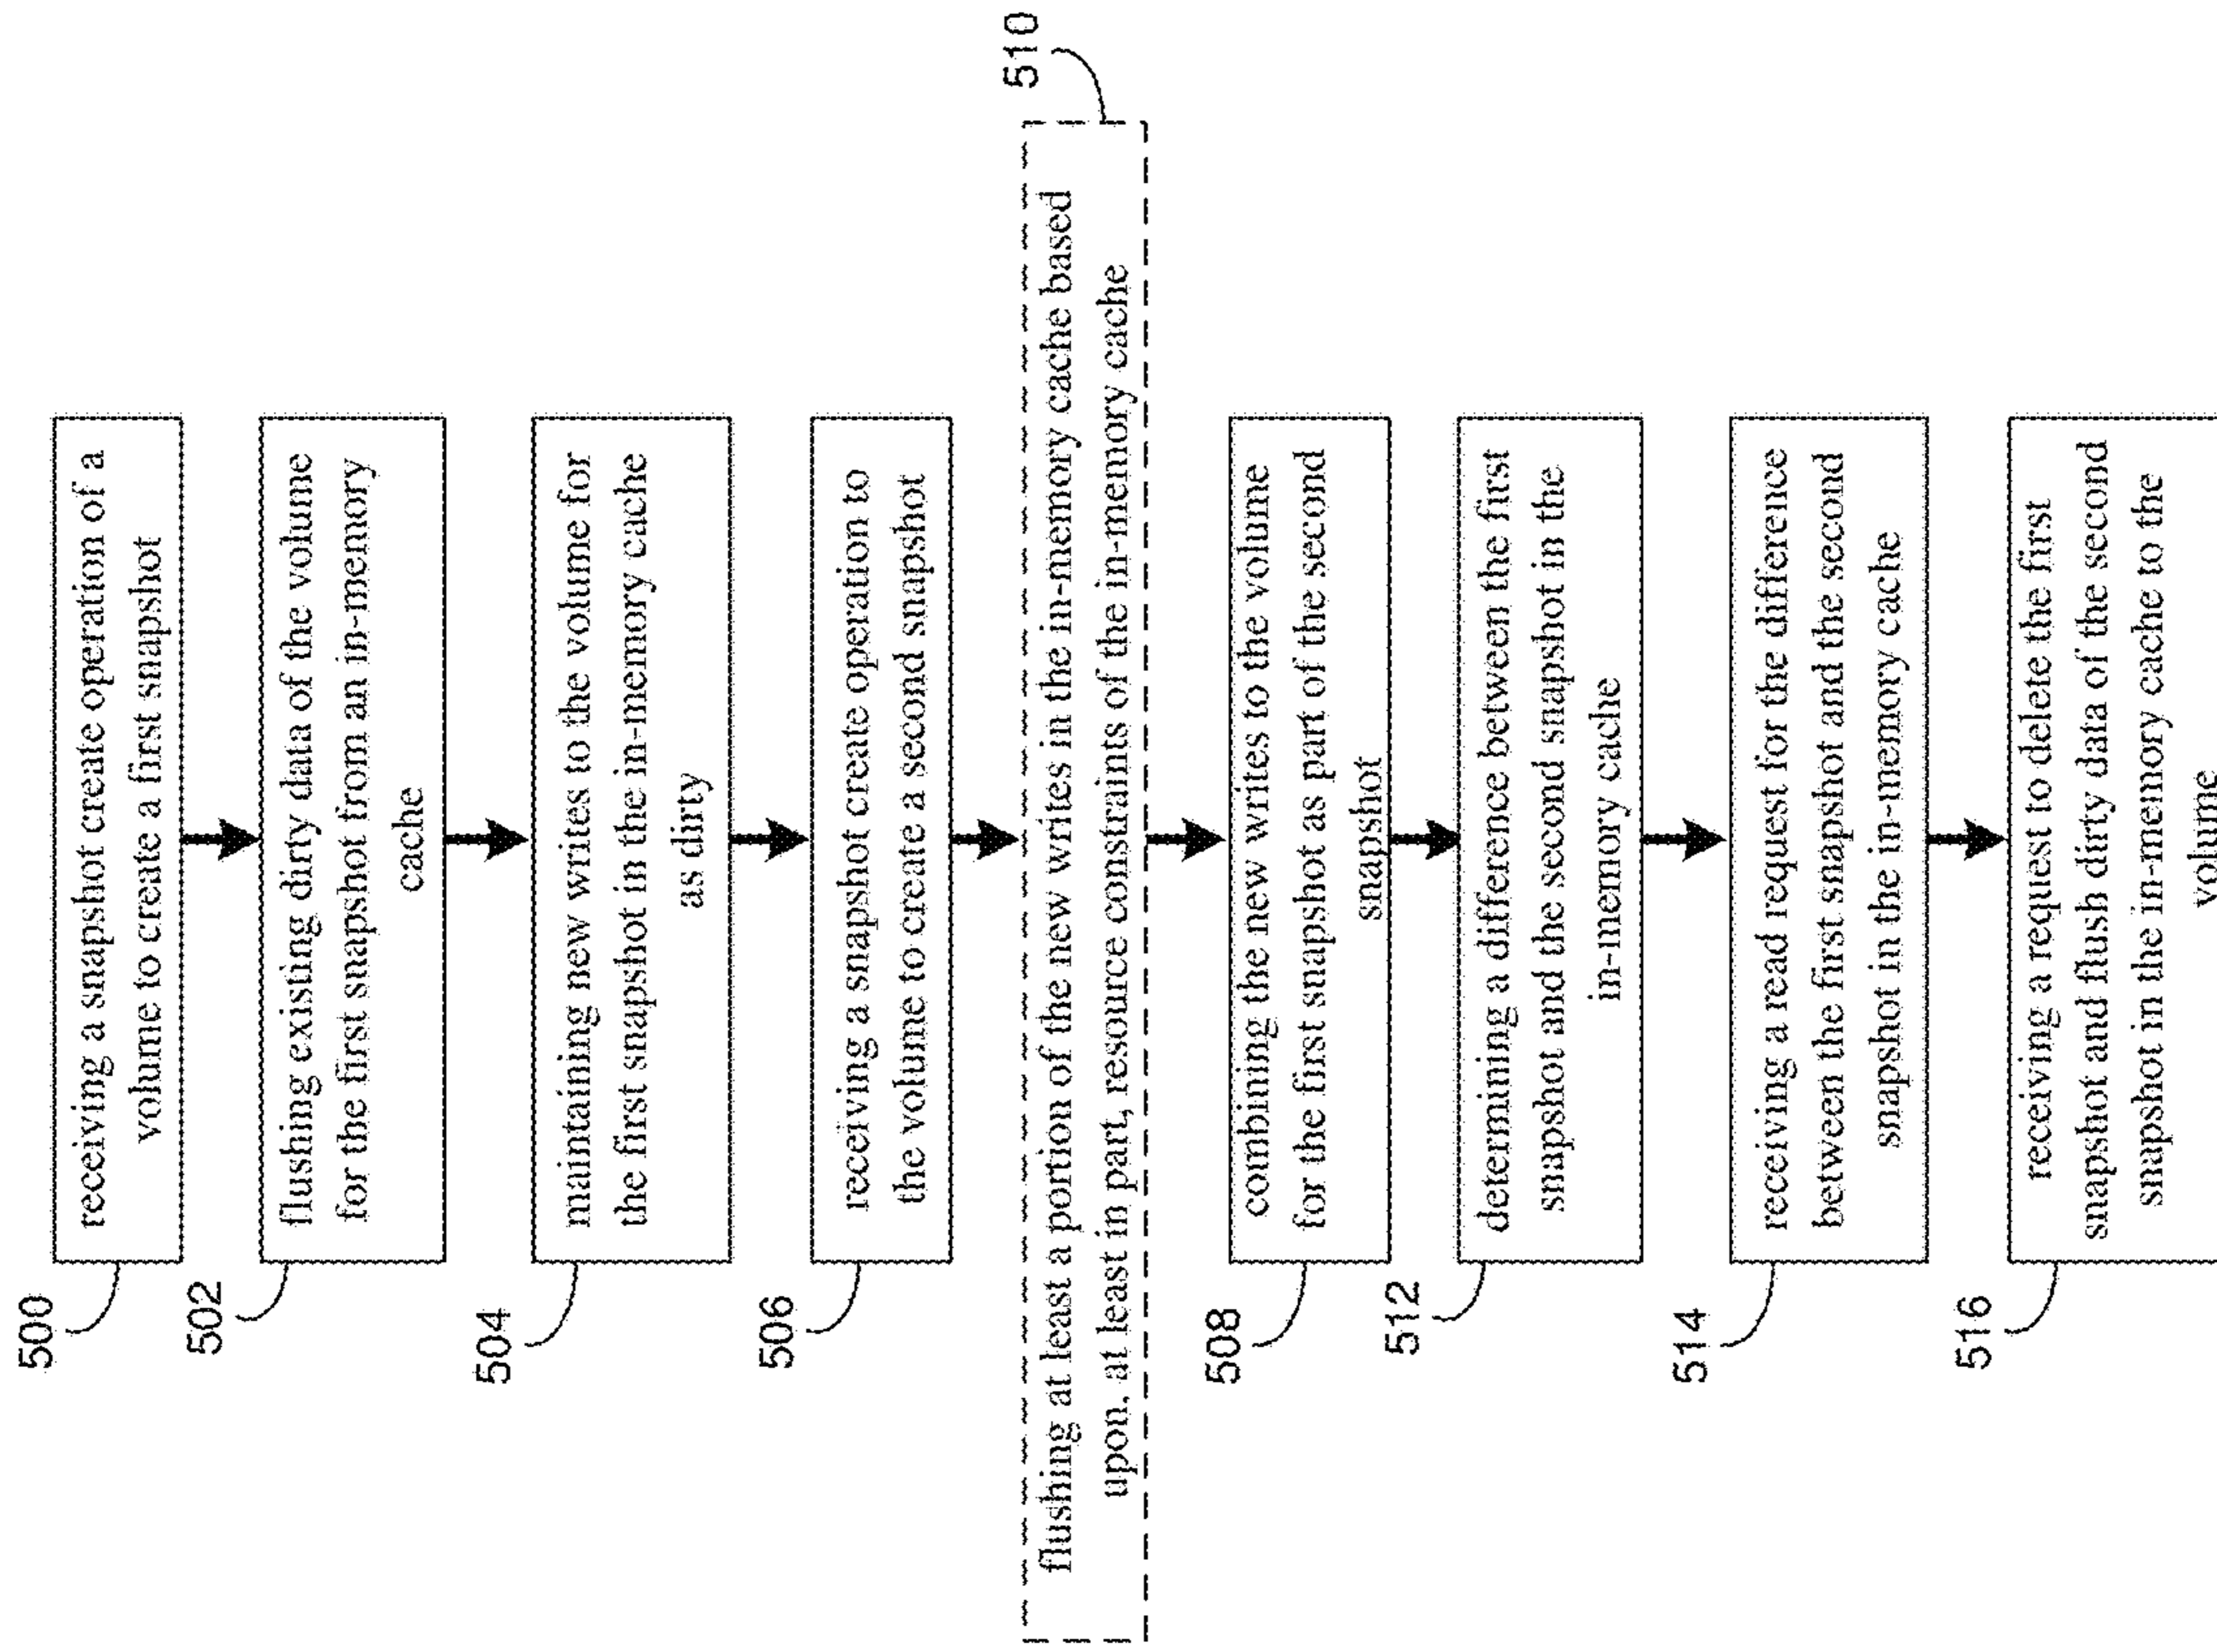 500
receiving a snapshot create operation of a
volume to create a first snapshot
502
flushing existing dirty data of the volume
for the first snapshot from an in-memory
cache
504
maintaining new writes to the volume for
the first snapshot in the in-memory cache
as dirty
506
receiving a snapshot create operation to
the volume to create a second snapshot
510
flushing at least a portion of the new writes in the in-memory cache based
upon, at least in part, resource constraints of the in-memory cache
508
combining the new writes to the volume
for the first snapshot as part of the second
snapshot
512
determining a difference between the first
snapshot and the second snapshot in the
in-memory cache
514
receiving a read request for the difference
between the first snapshot and the second
snapshot in the in-memory cache
516
receiving a request to delete the first
snapshot and flush dirty data of the second
snapshot in the in-memory cache to the
volume